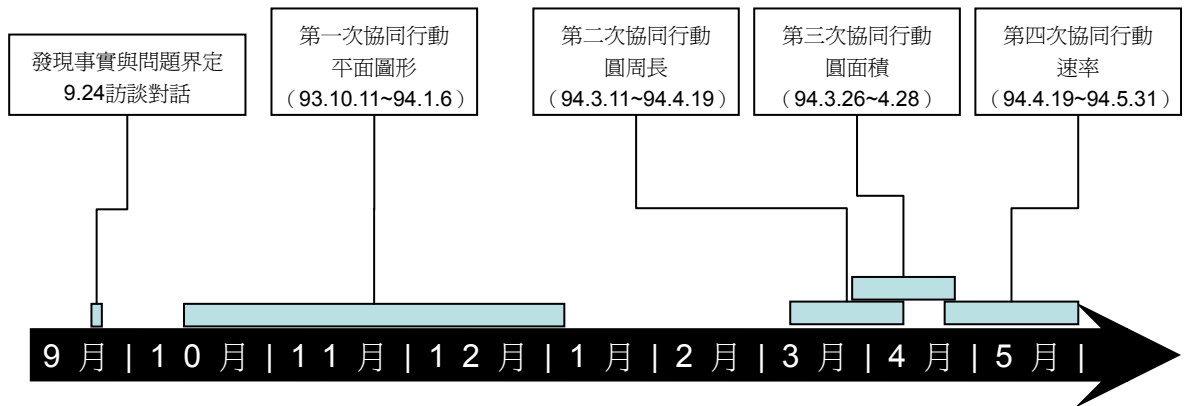 發現事實與問題界定
9.24訪談對話
第一次協同行動
平面圖形
（93.10.11~94.1.6）
第二次協同行動
圓周長
（94.3.11~94.4.19）
第三次協同行動
圓面積
（94.3.26~4.28）
第四次協同行動
速率
（94.4.19~94.5.31）
9月|10月|11月|12月|1月|2月|3月|4月|5月|